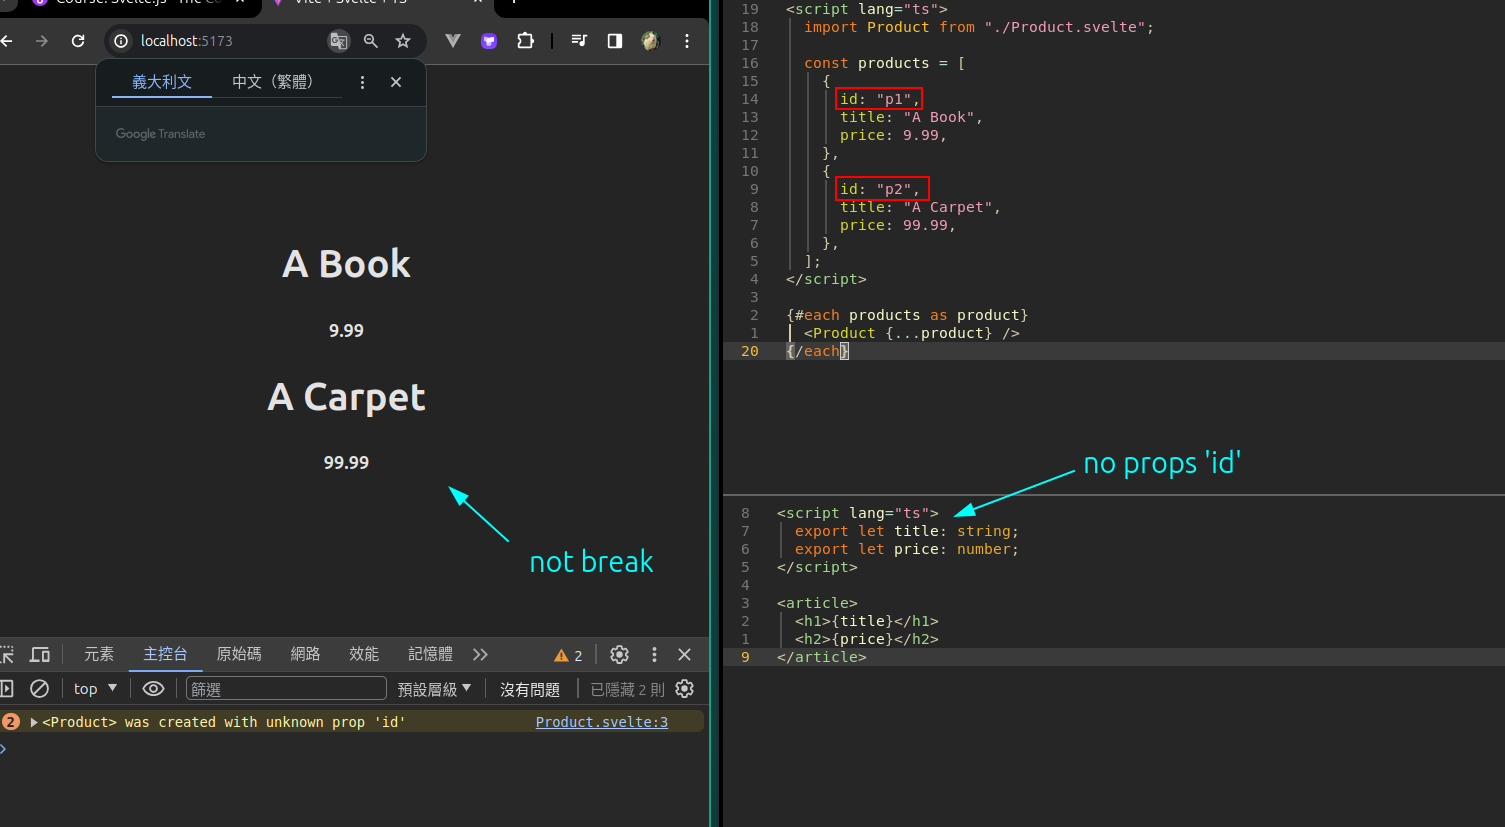 Course: Svelte.js - The Co
Vite + Svelte + TS
localhost:5173
義大利文
中文（繁體）
Google Translate
A Book
9.99
A Carpet
99.99
not break
元素
主控台
原始碼
網路
效能
記憶體
2
top
篩選
預設層級
沒有問題
已隱藏 2 則
2
<Product> was created with unknown prop 'id'
Product.svelte:3
19 <script lang="ts">
18 import Product from "./Product.svelte";
17
16 const products = [
15 {
14 id: "p1",
13 title: "A Book",
12 price: 9.99,
11 },
10 {
9 id: "p2",
8 title: "A Carpet",
7 price: 99.99,
6 },
5 ];
4 </script>
3
2 {#each products as product}
1 <Product {...product} />
20 {/each}
no props 'id'
8 <script lang="ts">
7 export let title: string;
6 export let price: number;
5 </script>
4
3 <article>
2 <h1>{title}</h1>
1 <h2>{price}</h2>
9 </article>